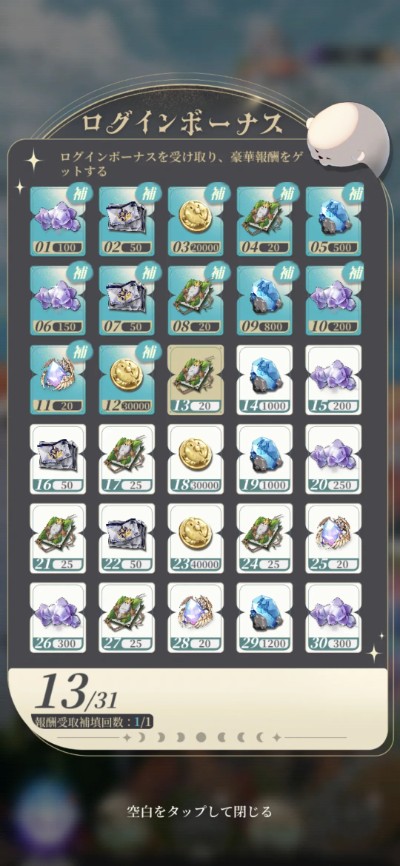 ログインボーナス
ログインボーナスを受け取り、豪華報酬をゲ
ットする
補 補 補 補 補
01 100 02 50 03 20000 04 20 05 500
補 補 補 補 補
06 150 07 50 08 20 09 800 10 200
補 補
11 20 12 30000 13 20 14 1000 15 200
16 50 17 25 18 30000 19 1000 20 250
21 25 22 50 23 40000 24 25 25 20
26 300 27 25 28 20 29 1200 30 300
13/31
報酬受取補填回数：1/1
空白をタップして閉じる